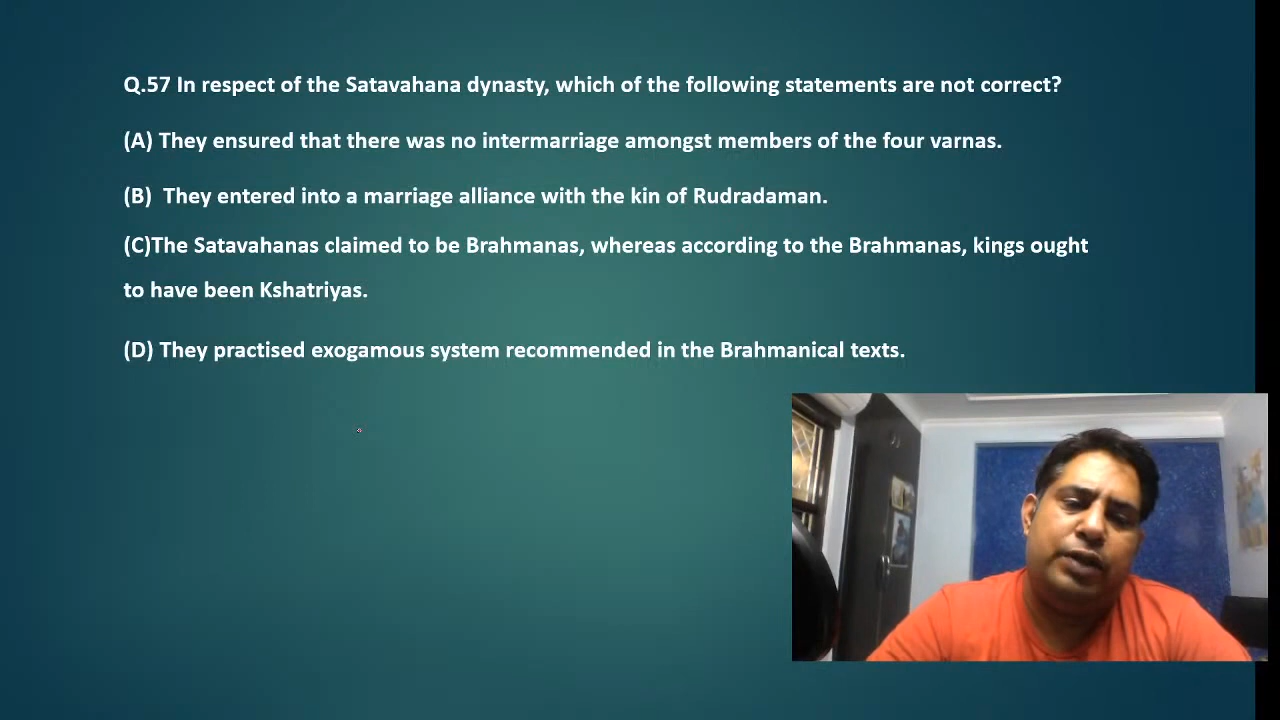 Q.57 In respect of the Satavahana dynasty, which of the following statements are not correct?
(A) They ensured that there was no intermarriage amongst members of the four varnas.
(B) They entered into a marriage alliance with the kin of Rudradaman.
(C)The Satavahanas claimed to be Brahmanas, whereas according to the Brahmanas, kings ought
to have been Kshatriyas.
(D) They practised exogamous system recommended in the Brahmanical texts.